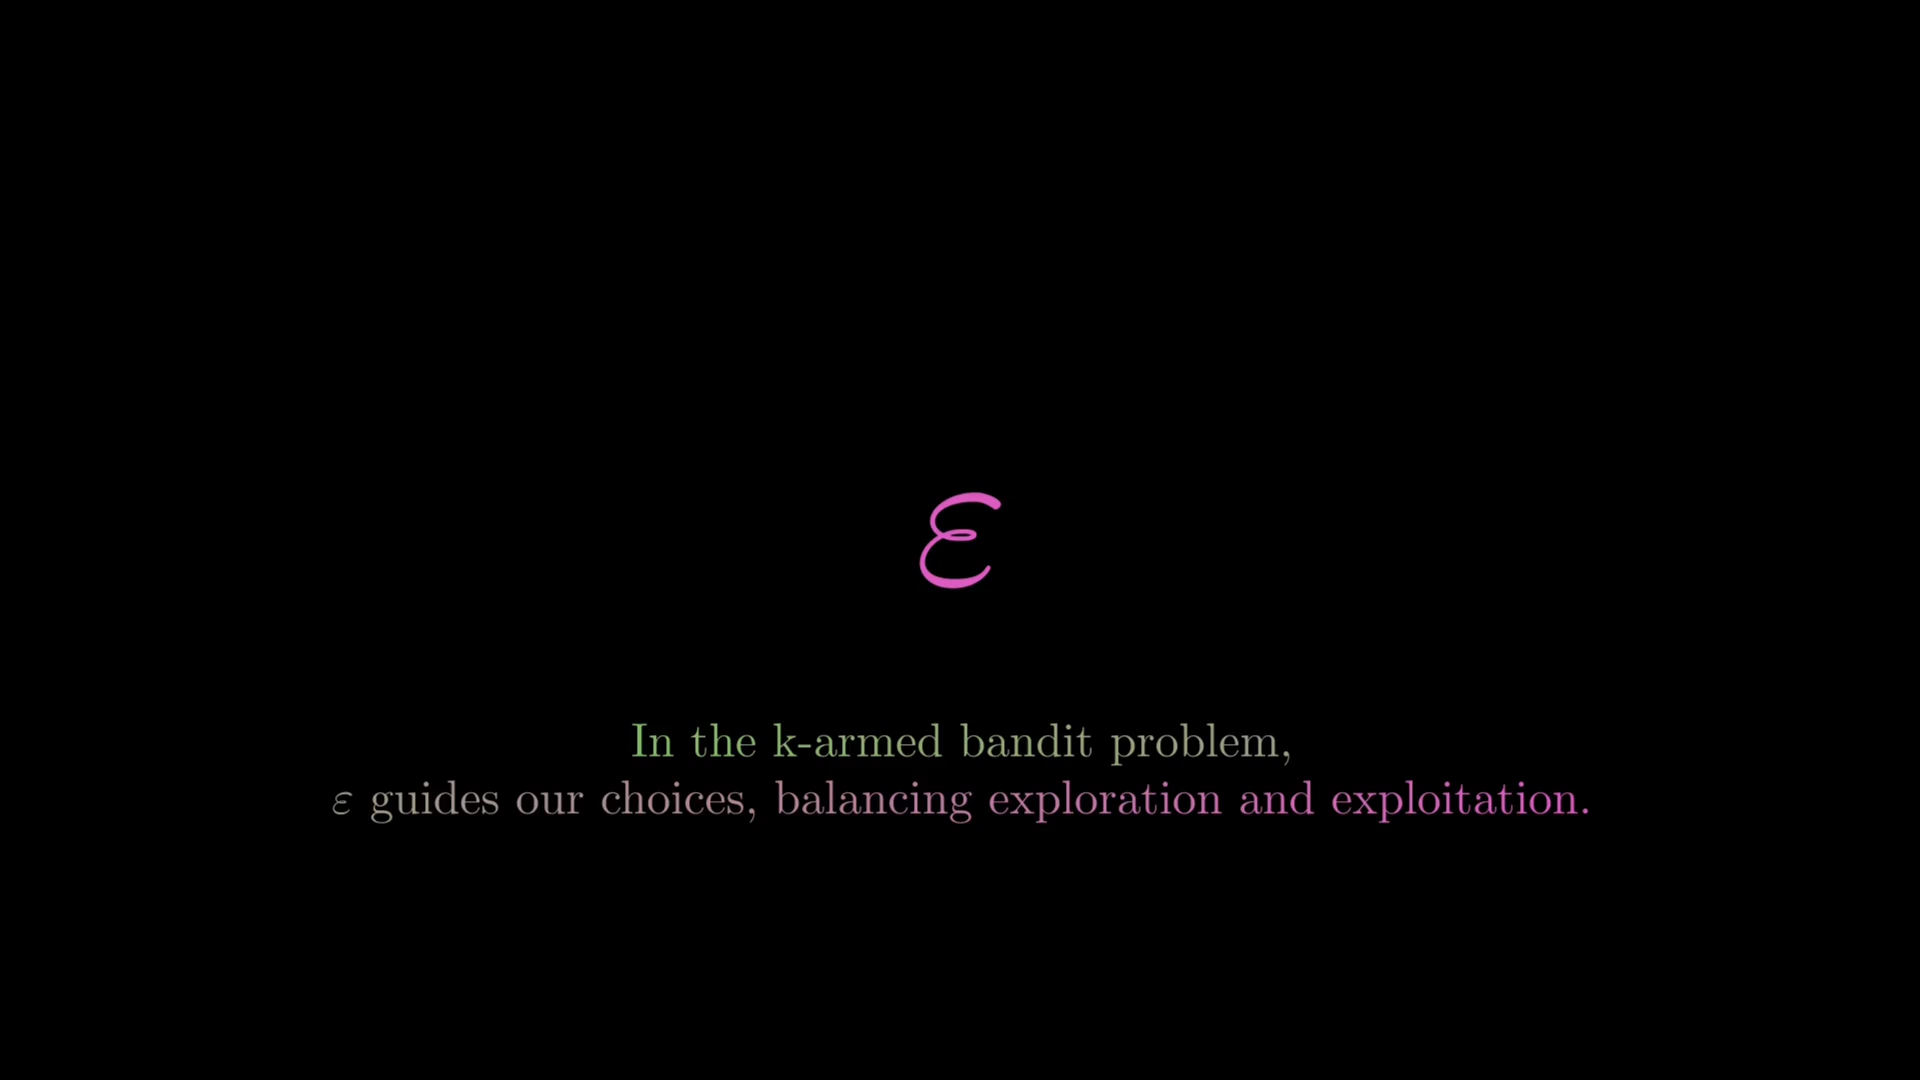 ε
In the k-armed bandit problem,
ε guides our choices, balancing exploration and exploitation.